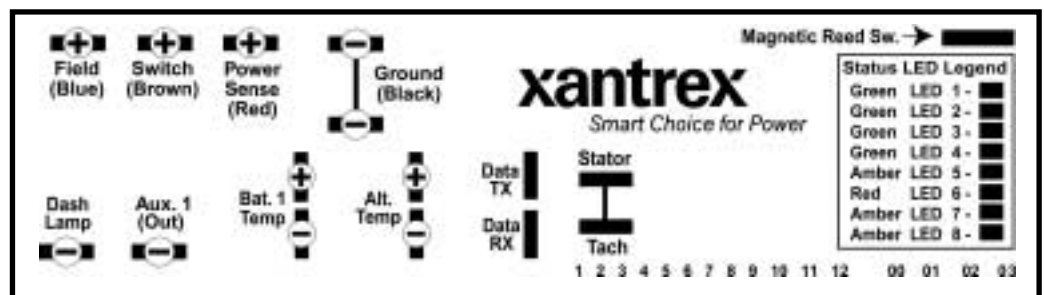 Magnetic Reed Sw.
Field
(Blue)
Switch
(Brown)
Power
Sense
(Red)
Ground
(Black)
xantrex
Smart Choice for Power
Status LED Legend
Green LED 1 -
Green LED 2 -
Green LED 3 -
Green LED 4 -
Amber LED 5 -
Red LED 6 -
Amber LED 7 -
Amber LED 8 -
Dash
Lamp
Aux. 1
(Out)
Bat. 1
Temp
Alt.
Temp
Data
TX
Data
RX
Stator
Tach
1 2 3 4 5 6 7 8 9 10 11 12 00 01 02 03